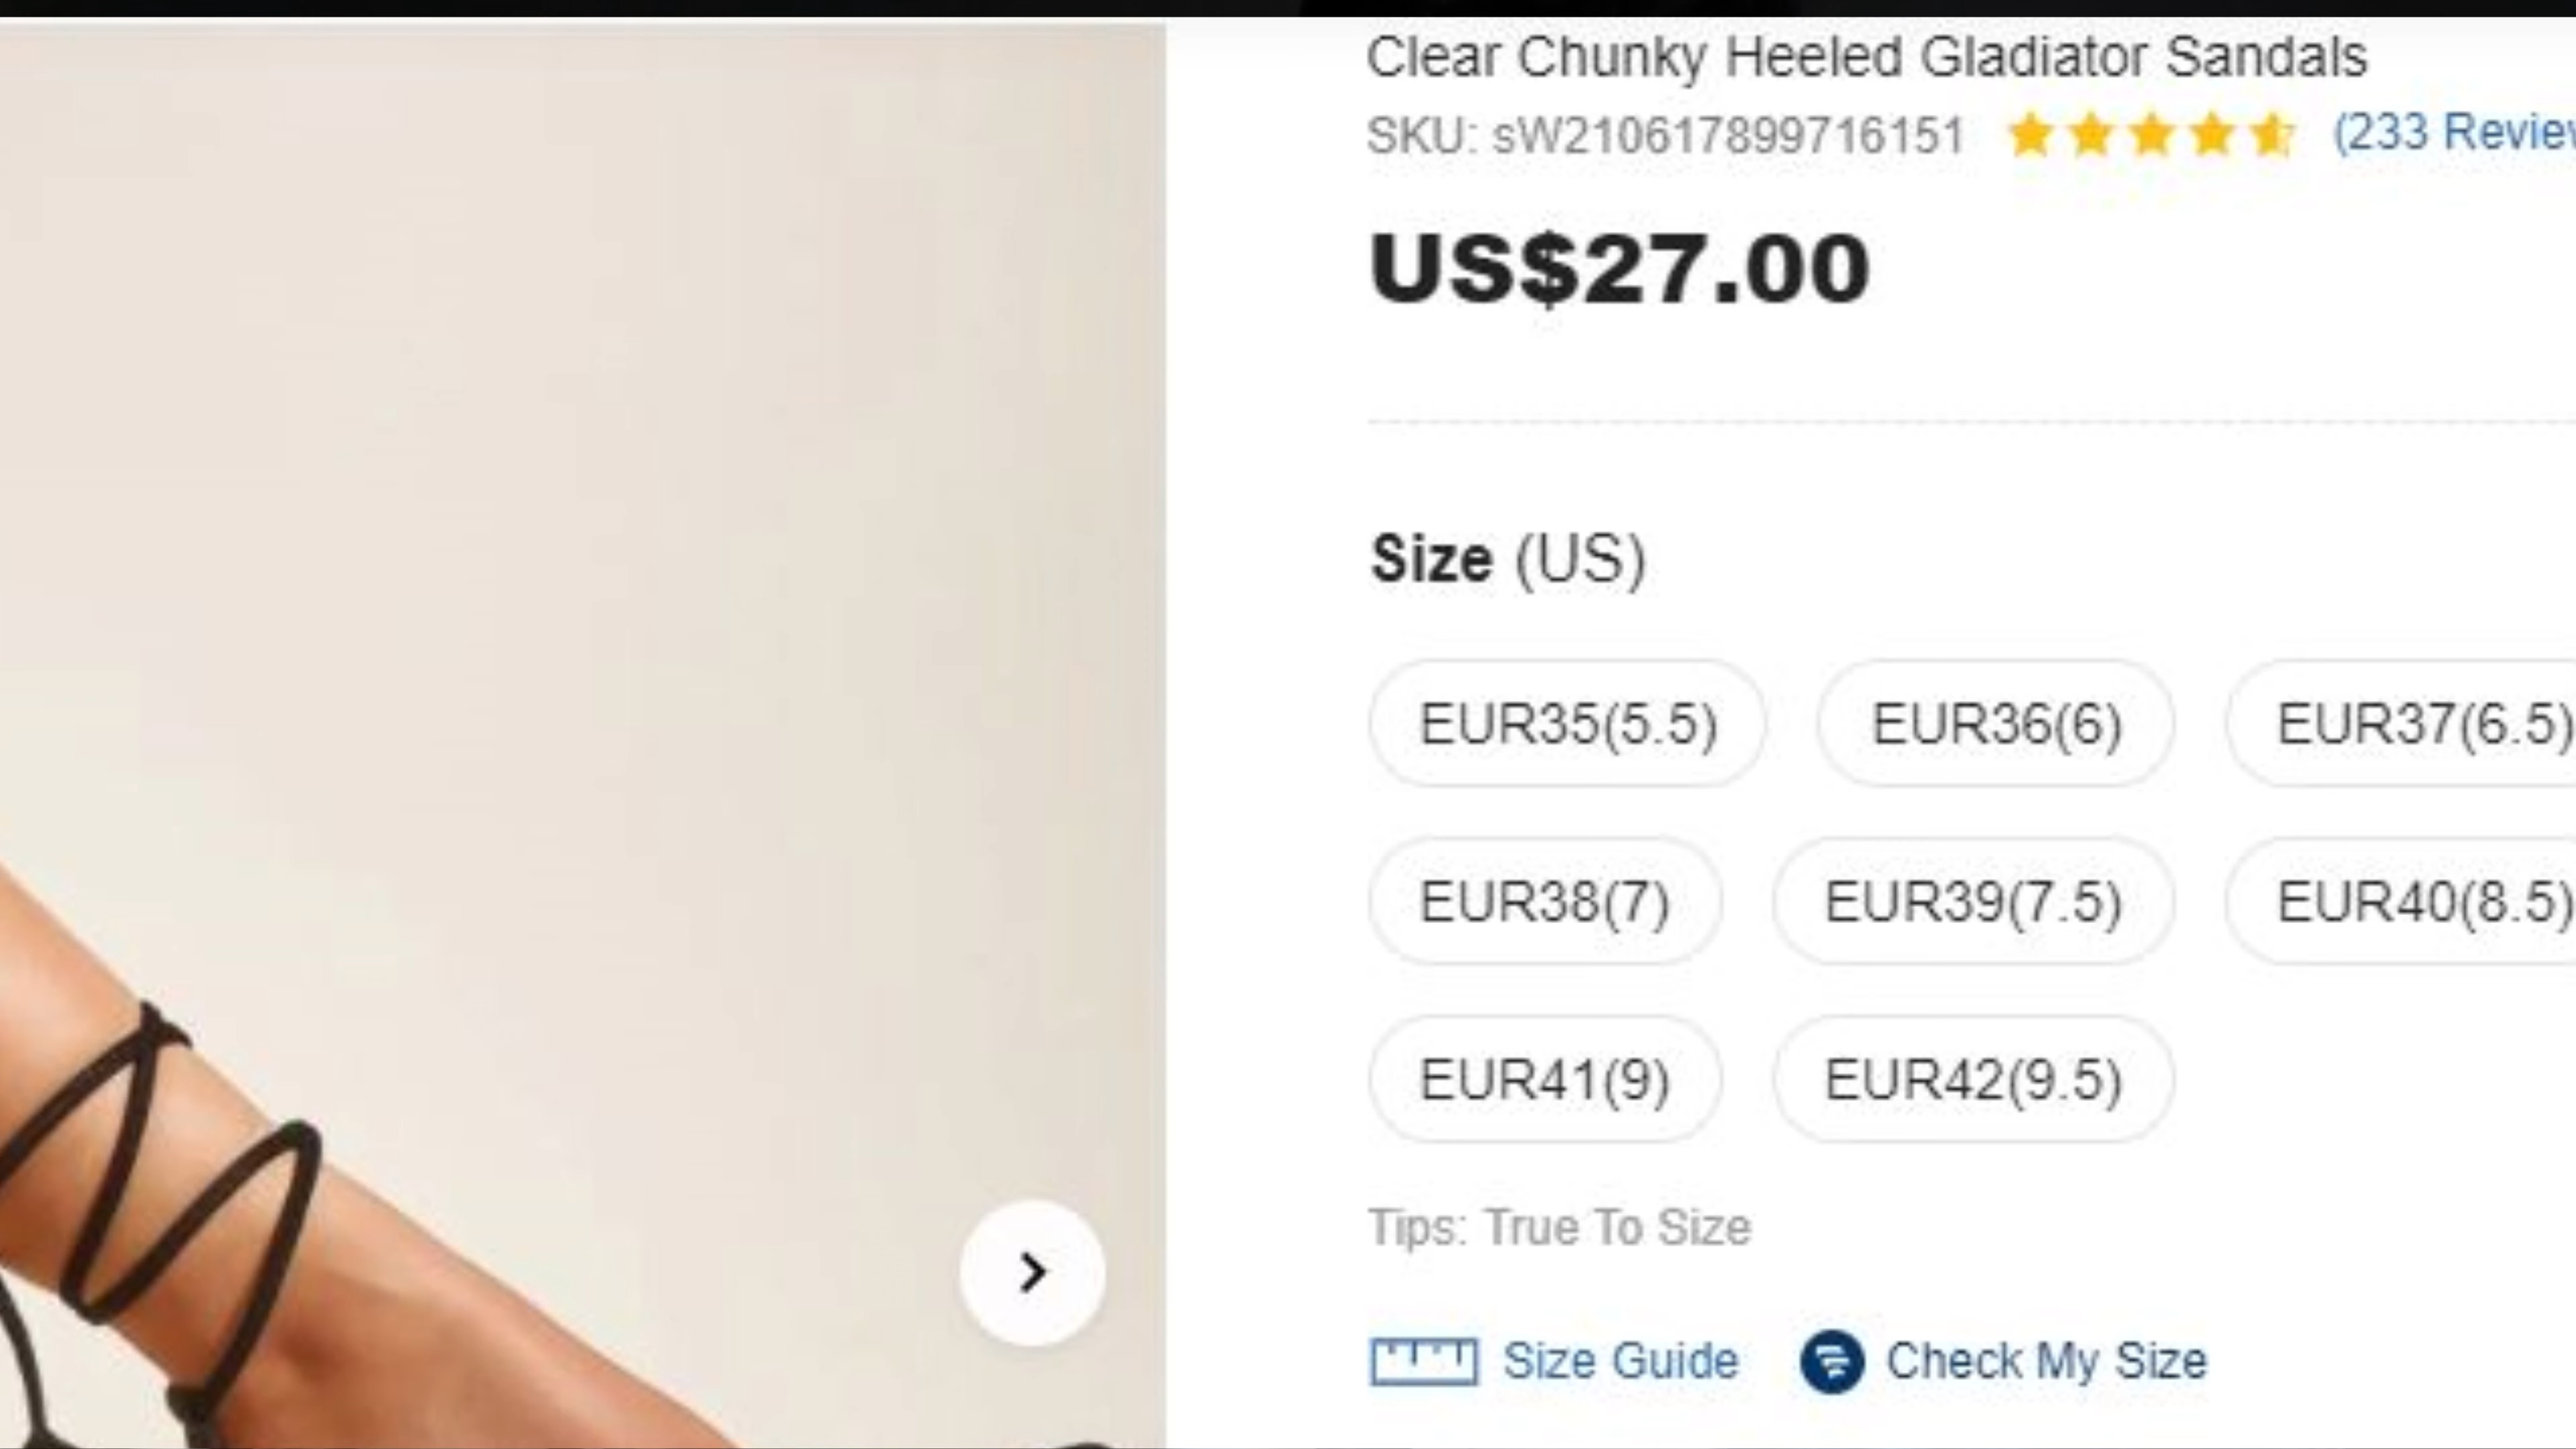 Clear Chunky Heeled Gladiator Sandals
SKU: sW210617899716151 (233
US$27.00
Size (US)
EUR35(5.5) EUR36(6) EUR37(6.5)
EUR38(7) EUR39(7.5) EUR40(8.5)
EUR41(9) EUR42(9.5)
Tips: True To Size
Size Guide Check My Size